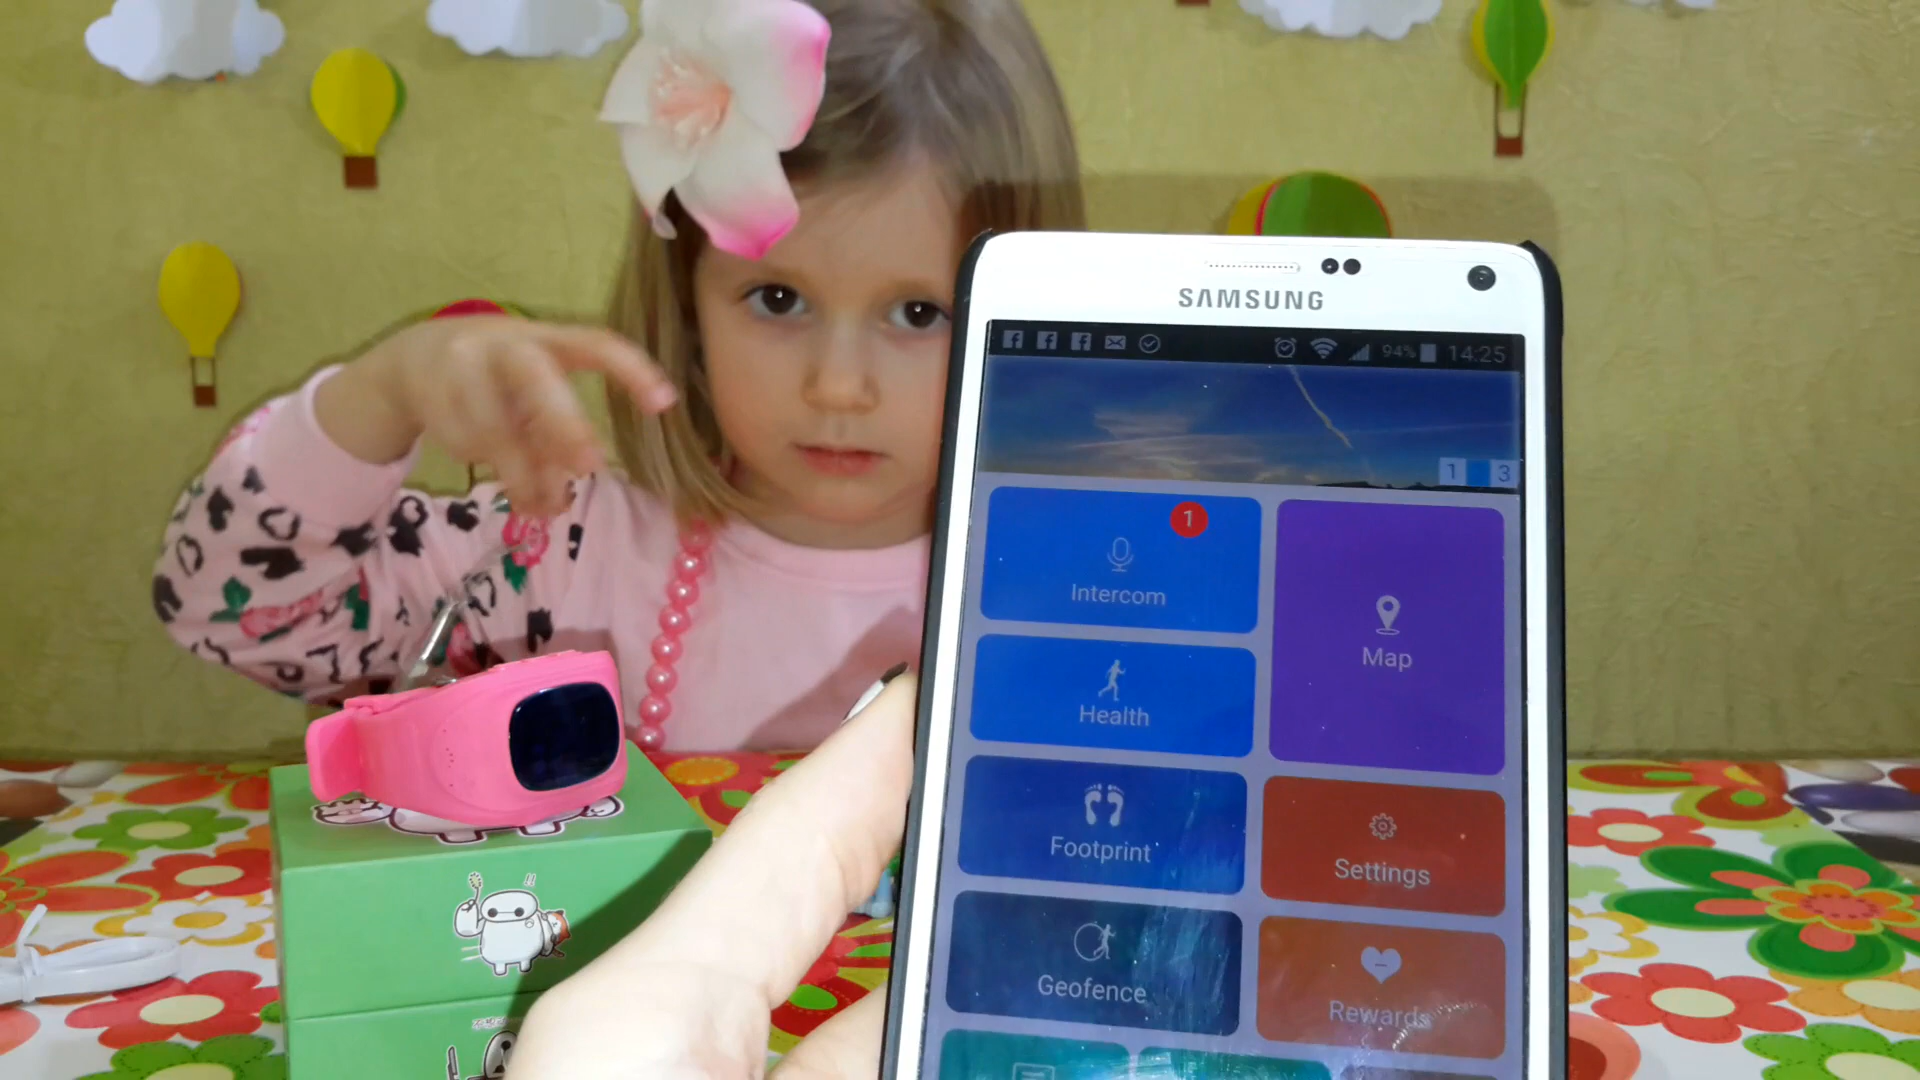 SAMSUNG
94% 14:25
1 3
1
Intercom
Map
Health
Footprint
Settings
Geofence
Rewards